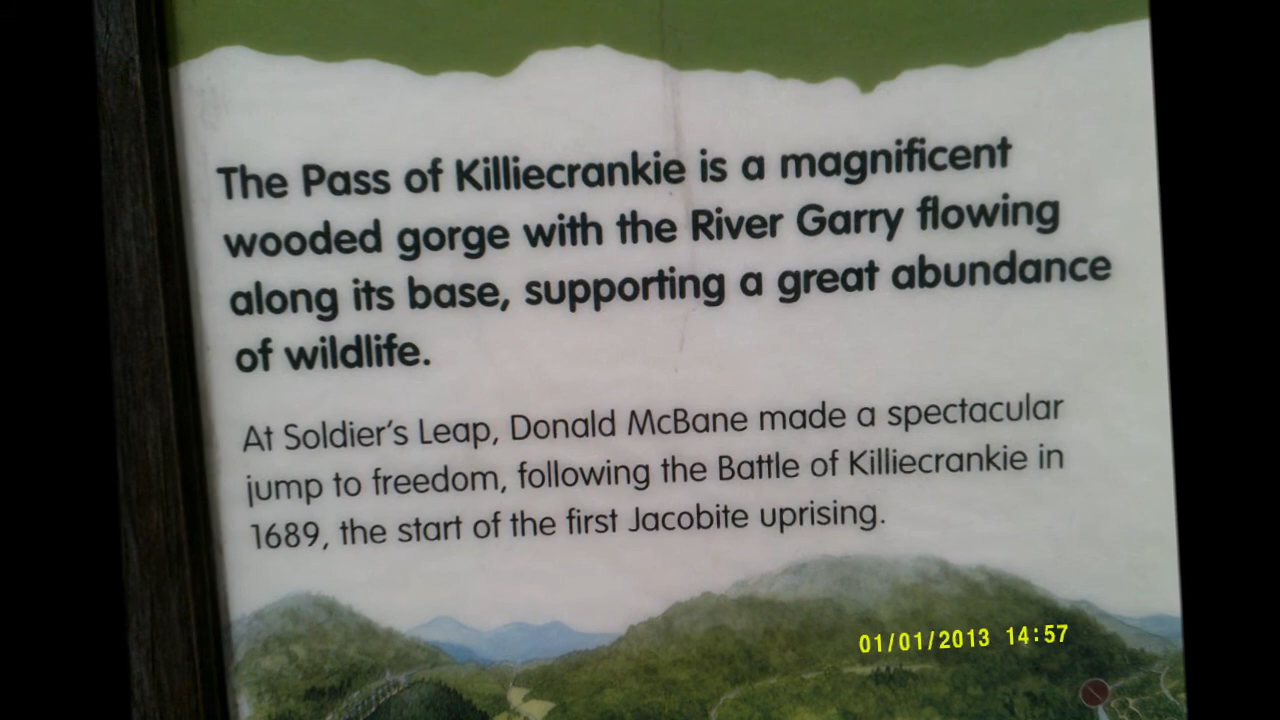 The Pass of Killiecrankie is a magnificent
wooded gorge with the River Garry flowing
along its base, supporting a great abundance
of wildlife.
At Soldier's Leap, Donald McBane made a spectacular
jump to freedom, following the Battle of Killiecrankie in
1689, the start of the first Jacobite uprising.
01/01/2013 14:57